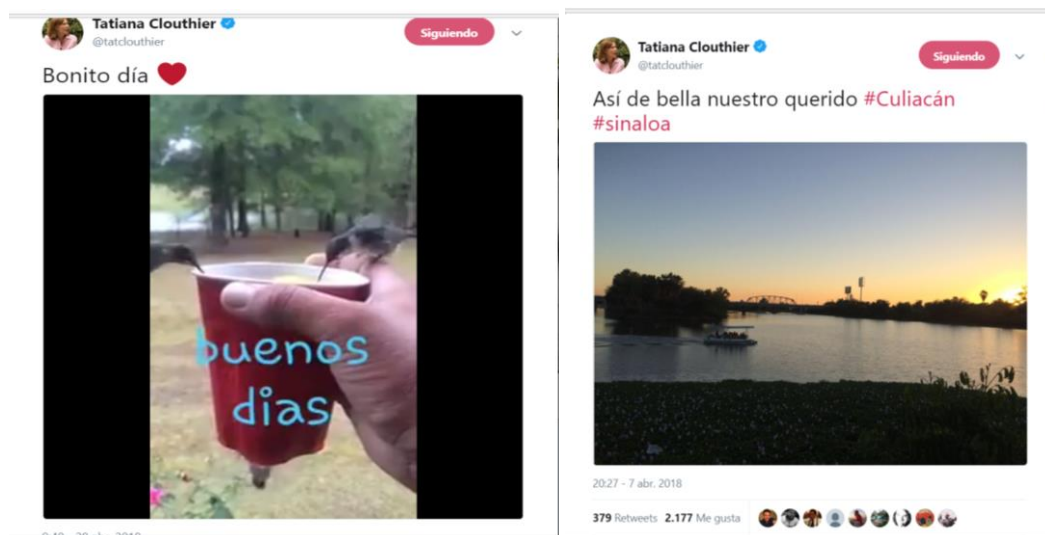 Tatiana Clouthier
@tatclouthier
Siguiendo
Bonito día
buenos
dias
Tatiana Clouthier
@tatclouthier
Siguiendo
Así de bella nuestro querido #Culiacán
#sinaloa
20:27 - 7 abr. 2018
379 Retweets 2.177 Me gusta